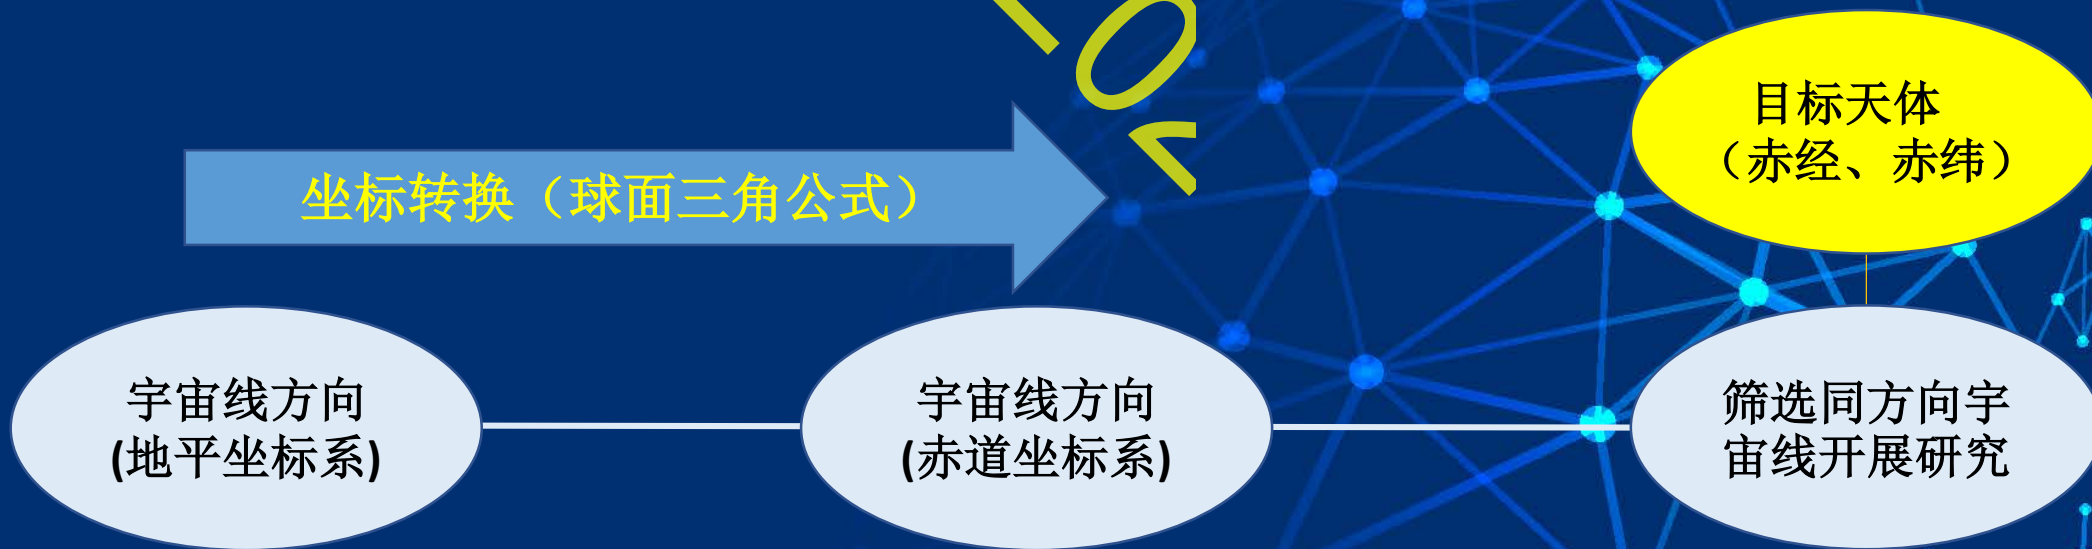 目标天体
（赤经、赤纬）
坐标转换（球面三角公式）
宇宙线方向
(地平坐标系)
宇宙线方向
(赤道坐标系)
筛选同方向宇
宙线开展研究